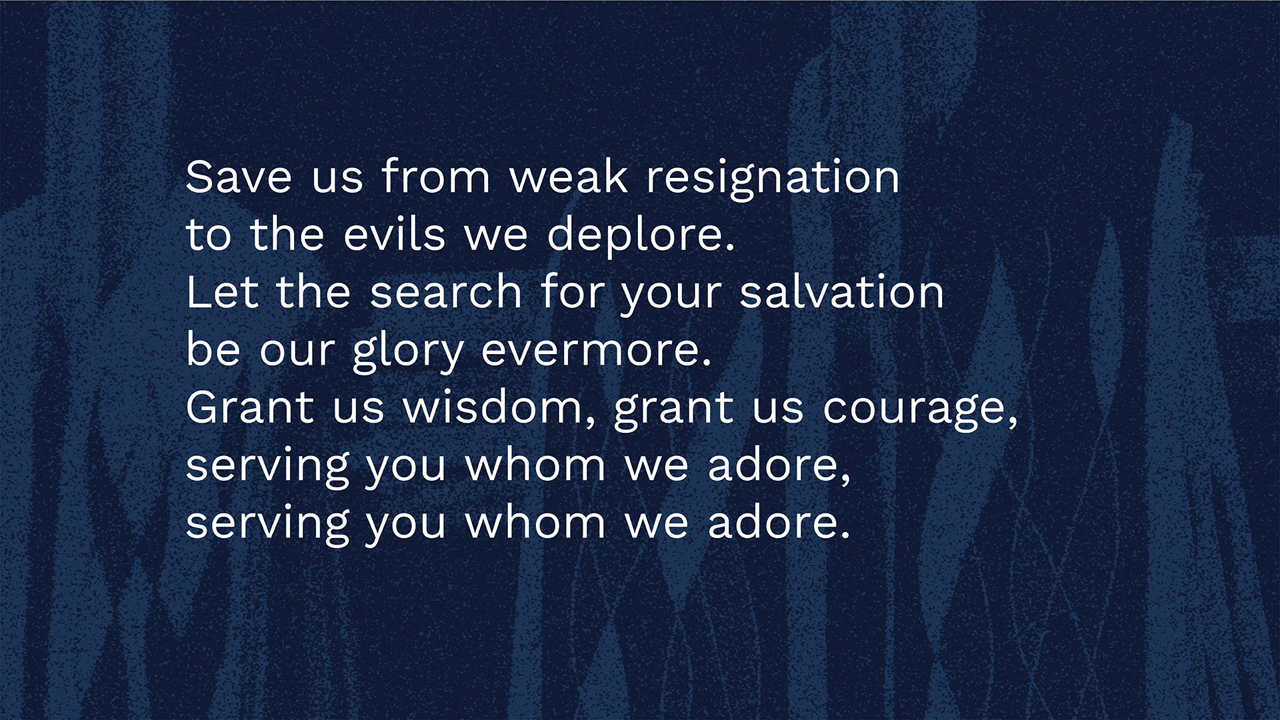 Save us from weak resignation
to the evils we deplore.
Let the search for your salvation
be our glory evermore.
Grant us wisdom, grant us courage,
serving you whom we adore,
serving you whom we adore.